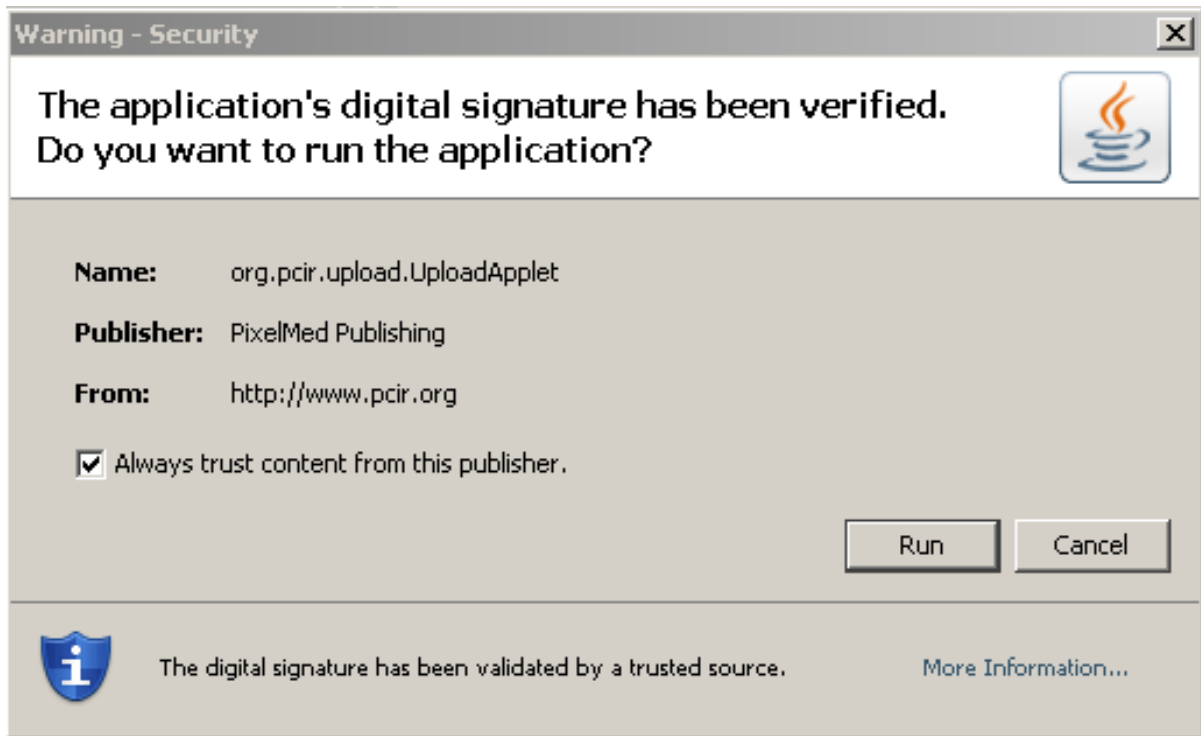 Warning - Security
The application's digital signature has been verified.
Do you want to run the application?
Name: org.pcir.upload.UploadApplet
Publisher: PixelMed Publishing
From: http://www.pcir.org
Always trust content from this publisher.
Run Cancel
The digital signature has been validated by a trusted source. More Information...